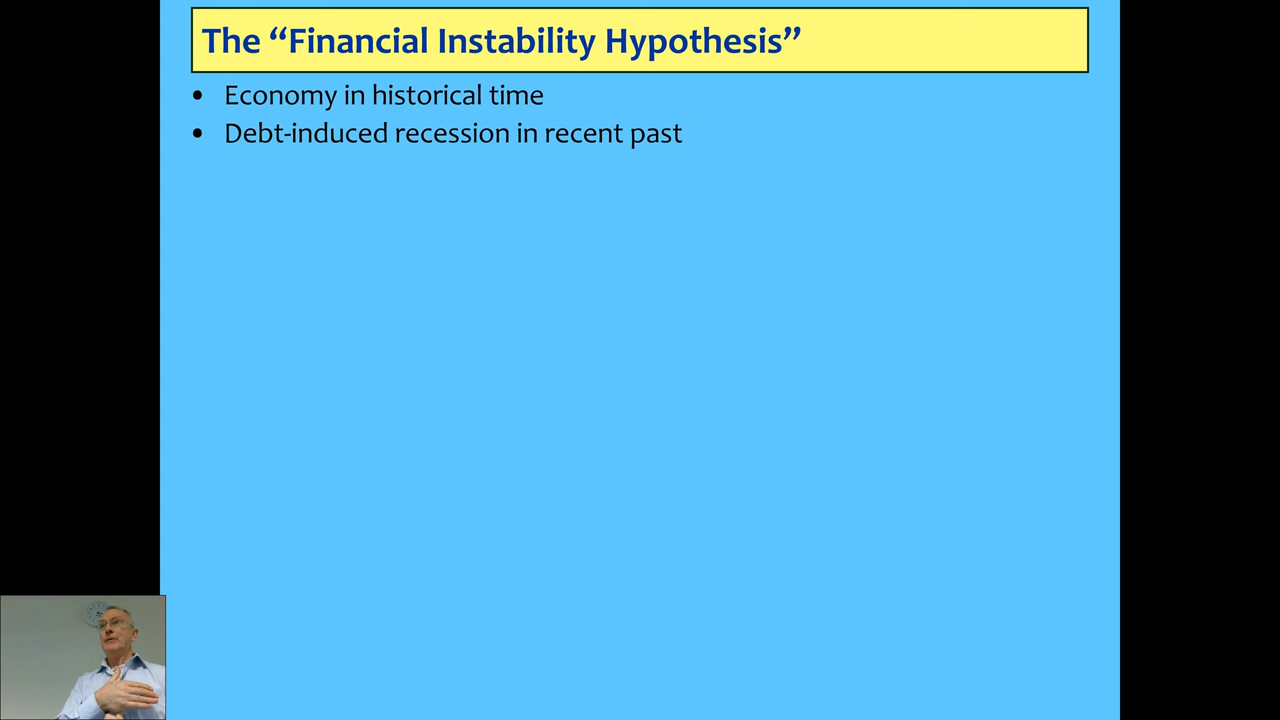 The “Financial Instability Hypothesis”
• Economy in historical time
• Debt-induced recession in recent past